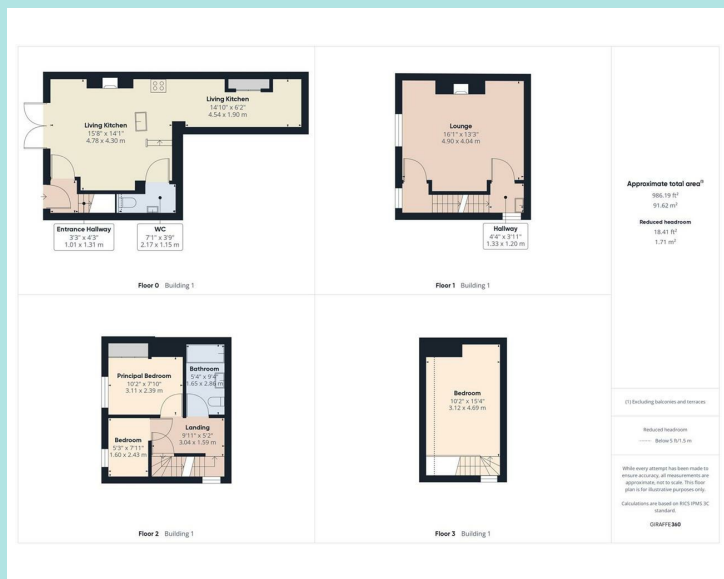 Living Kitchen
15'8" x 14'1"
4.78 x 4.30 m
Living Kitchen
14'10" x 6'2"
4.54 x 1.90 m
Entrance Hallway
3'3" x 4'3"
1.01 x 1.31 m
WC
7'1" x 3'9"
2.17 x 1.15 m
Floor 0 Building 1
Lounge
16'1" x 13'3"
4.90 x 4.04 m
Hallway
4'4" x 3'11"
1.33 x 1.20 m
Floor 1 Building 1
Approximate total area(1)
986.19 ft²
91.62 m²
Reduced headroom
18.41 ft²
1.71 m²
Principal Bedroom
10'2" x 7'10"
3.11 x 2.39 m
Bathroom
5'4" x 9'4"
1.65 x 2.86 m
Landing
9'11" x 5'2"
3.04 x 1.59 m
Bedroom
5'3" x 7'11"
1.60 x 2.43 m
Floor 2 Building 1
Bedroom
10'2" x 15'4"
3.12 x 4.69 m
Floor 3 Building 1
(1) Excluding balconies and terraces
Reduced headroom
Below 5 ft/1.5 m
While every attempt has been made to
ensure accuracy, all measurements are
approximate, not to scale. This floor
plan is for illustrative purposes only.
Calculations are based on RICS IPMS 3C
standard.
GIRAFFE360